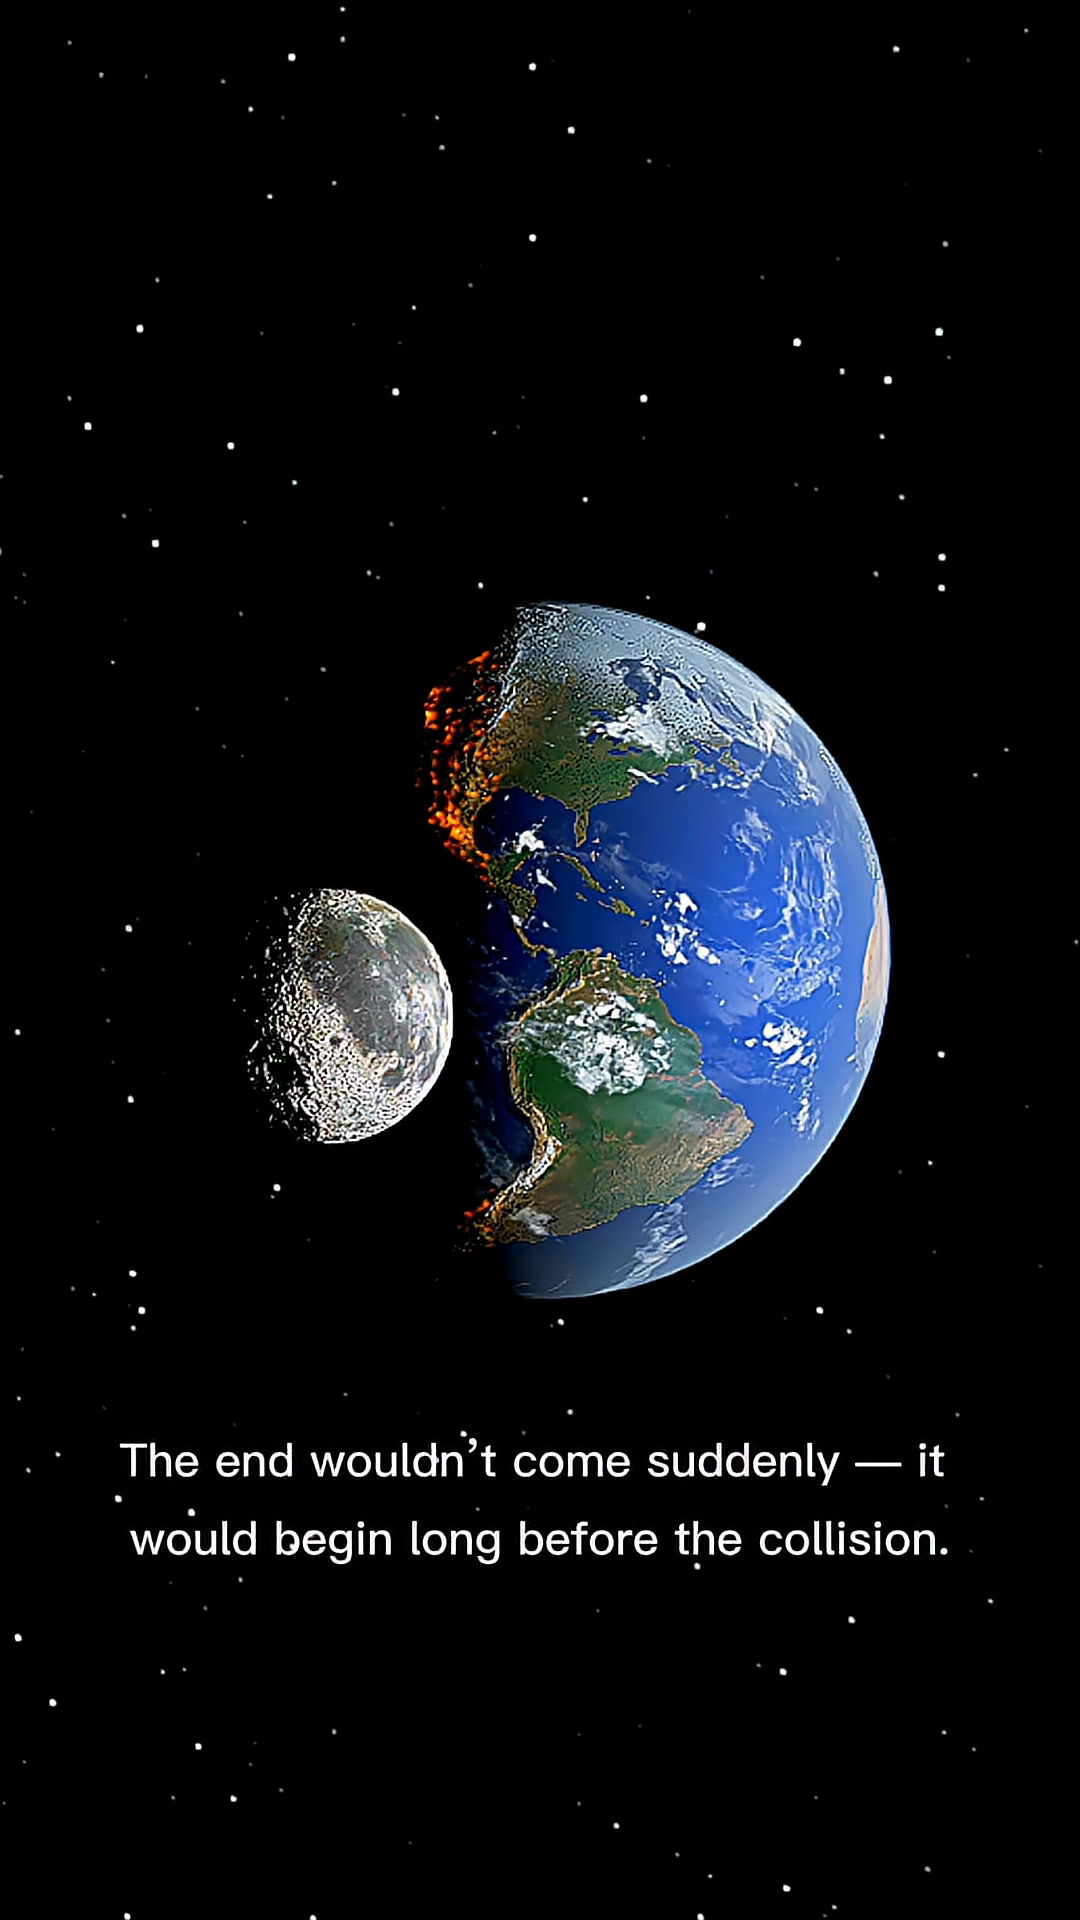 The end wouldn’t come suddenly — it
would begin long before the collision.